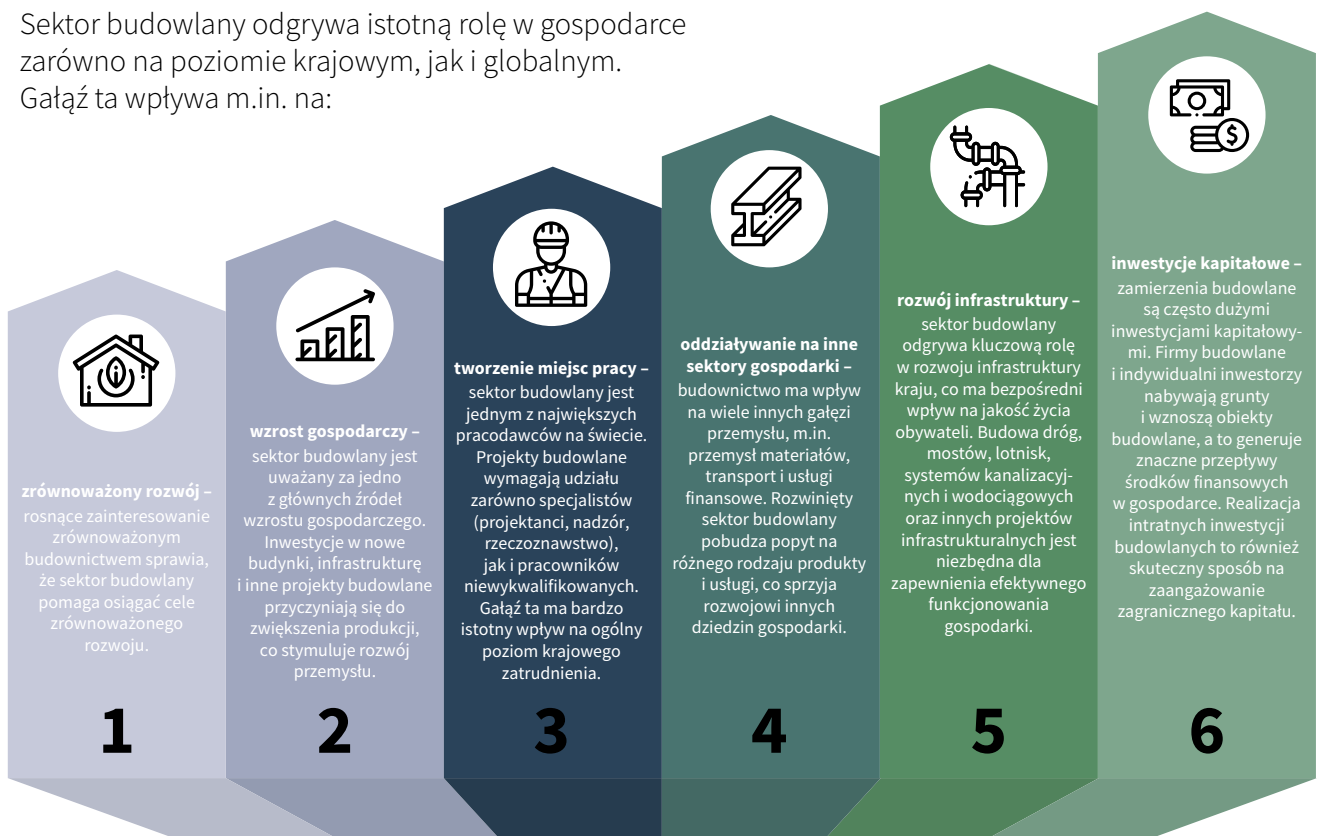 Sektor budowlany odgrywa istotną rolę w gospodarce
zarówno na poziomie krajowym, jak i globalnym.
Gałąź ta wpływa m.in. na:
zrównoważony rozwój –
rosnące zainteresowanie
zrównoważonym
budownictwem sprawia,
że sektor budowlany
pomaga osiągać cele
zrównoważonego
rozwoju.
1
wzrost gospodarczy –
sektor budowlany jest
uważany za jedno
z głównych źródeł
wzrostu gospodarczego.
Inwestycje w nowe
budynki, infrastrukturę
i inne projekty budowlane
przyczyniają się do
zwiększenia produkcji,
co stymuluje rozwój
przemysłu.
2
tworzenie miejsc pracy –
sektor budowlany jest
jednym z największych
pracodawców na świecie.
Projekty budowlane
wymagają udziału
zarówno specjalistów
(projektanci, nadzór,
rzeczoznawstwo),
jak i pracowników
niewykwalifikowanych.
Gałąź ta ma bardzo
istotny wpływ na ogólny
poziom krajowego
zatrudnienia.
3
oddziaływanie na inne
sektory gospodarki –
budownictwo ma wpływ
na wiele innych gałęzi
przemysłu, m.in.
przemysł materiałów,
transport i usługi
finansowe. Rozwinięty
sektor budowlany
pobudza popyt na
różnego rodzaju produkty
i usługi, co sprzyja
rozwojowi innych
dziedzin gospodarki.
4
rozwój infrastruktury –
sektor budowlany
odgrywa kluczową rolę
w rozwoju infrastruktury
kraju, co ma bezpośredni
wpływ na jakość życia
obywateli. Budowa dróg,
mostów, lotnisk,
systemów kanalizacyj-
nych i wodociągowych
oraz innych projektów
infrastrukturalnych jest
niezbędna dla
zapewnienia efektywnego
funkcjonowania
gospodarki.
5
inwestycje kapitałowe –
zamierzenia budowlane
są często dużymi
inwestycjami kapitałowy-
mi. Firmy budowlane
i indywidualni inwestorzy
nabywają grunty
i wznoszą obiekty
budowlane, a to generuje
znaczne przepływy
środków finansowych
w gospodarce. Realizacja
intratnych inwestycji
budowlanych to również
skuteczny sposób na
zaangażowanie
zagranicznego kapitału.
6